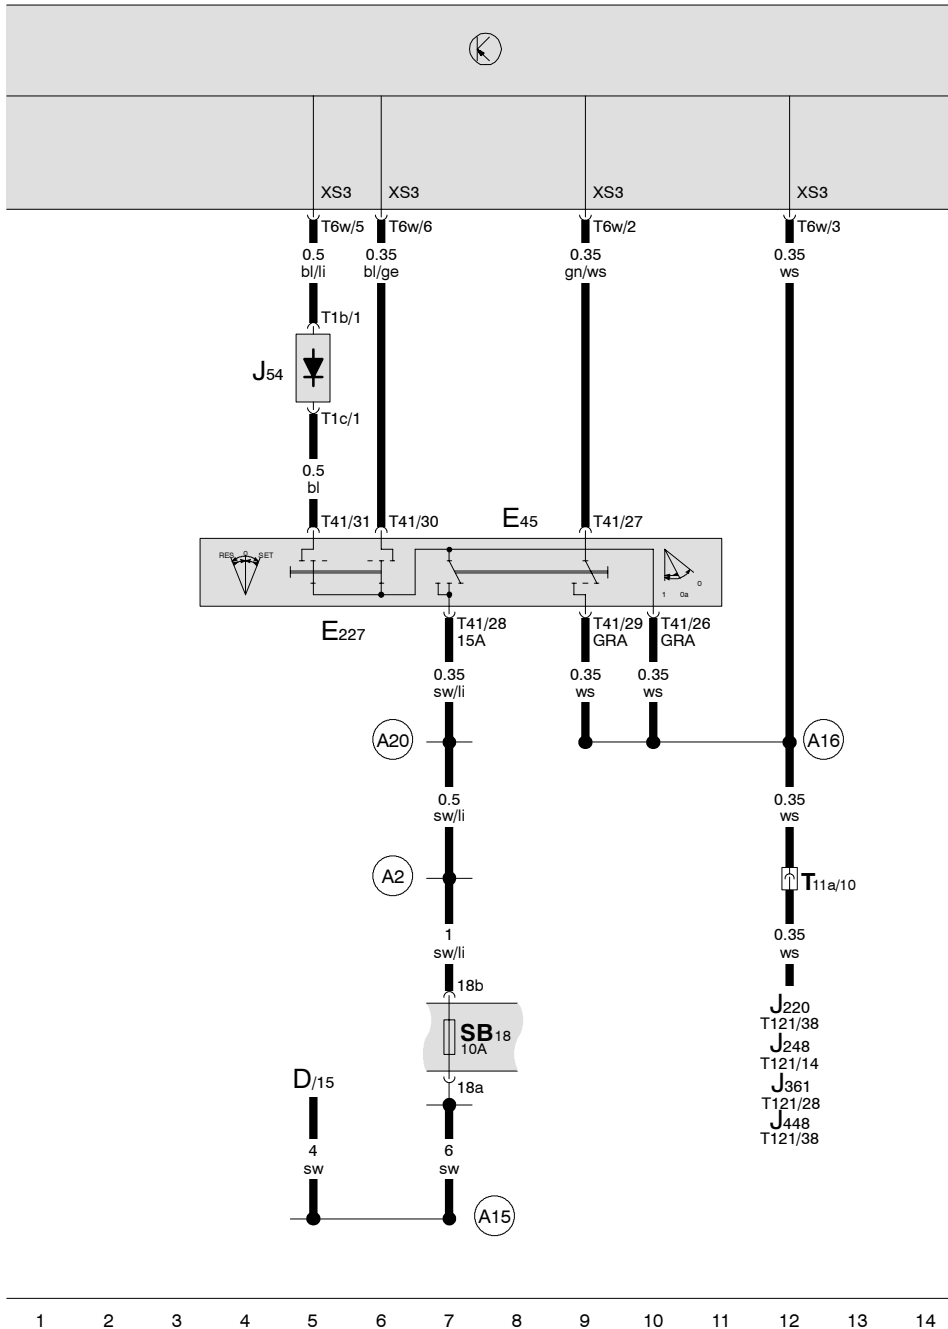 XS3 XS3 XS3 XS3
T6w/5 T6w/6 T6w/2 T6w/3
0.5 0.35 0.35 0.35
bl/li bl/ge gn/ws ws
T1b/1
J54
T1c/1
0.5
bl
T41/31 T41/30 E45 T41/27
RES 0 SET
0
1 0a
E227
T41/28 T41/29 T41/26
15A GRA GRA
0.35 0.35 0.35
sw/li ws ws
A20 A16
0.5 0.35
sw/li ws
A2
T11a/10
1 0.35
sw/li ws
18b
J220
T121/38
SB18
10A
J248
T121/14
D/15
18a
J361
T121/28
J448
T121/38
4 6
sw sw
A15
1 2 3 4 5 6 7 8 9 10 11 12 13 14